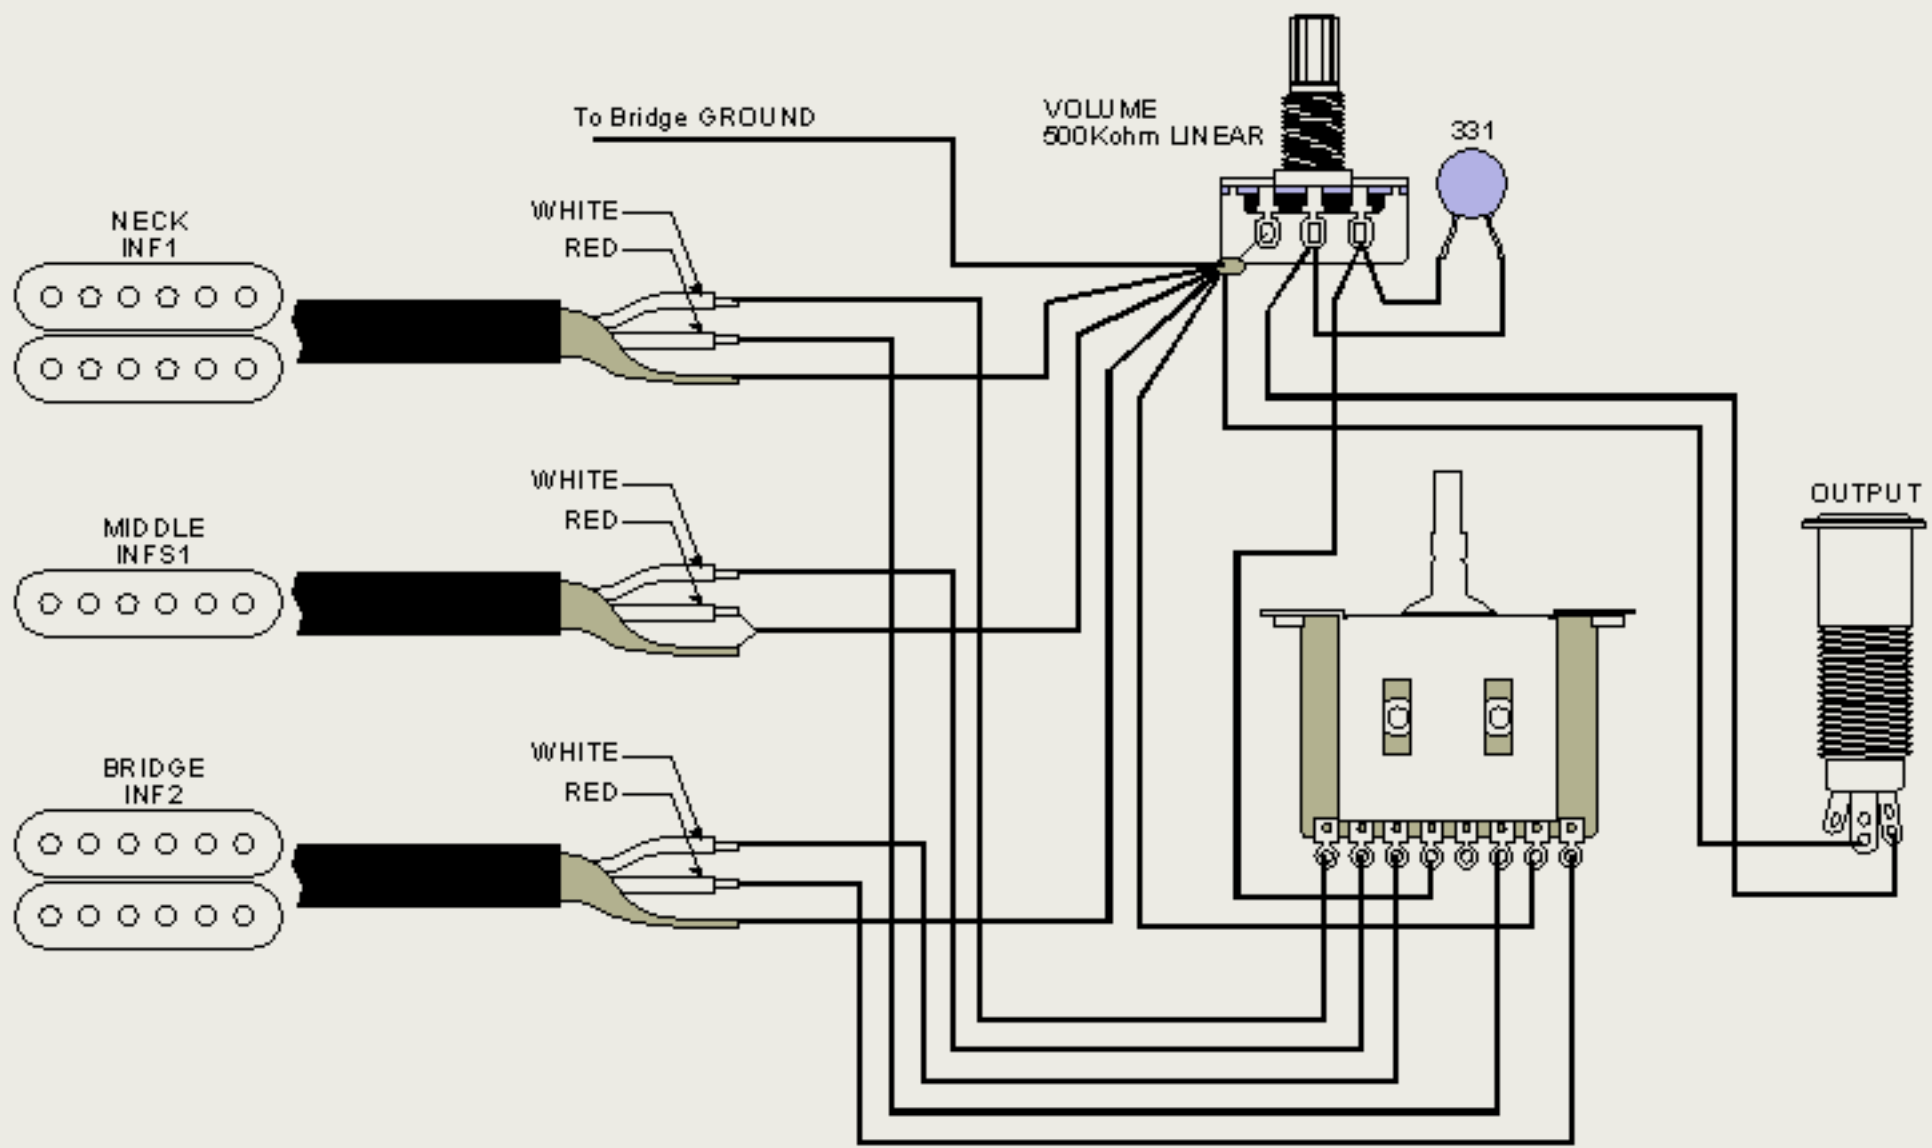 To Bridge GROUND
VOLUME
500Kohm LINEAR
331
NECK
INF1
WHITE
RED
MIDDLE
INFS1
WHITE
RED
OUTPUT
BRIDGE
INF2
WHITE
RED